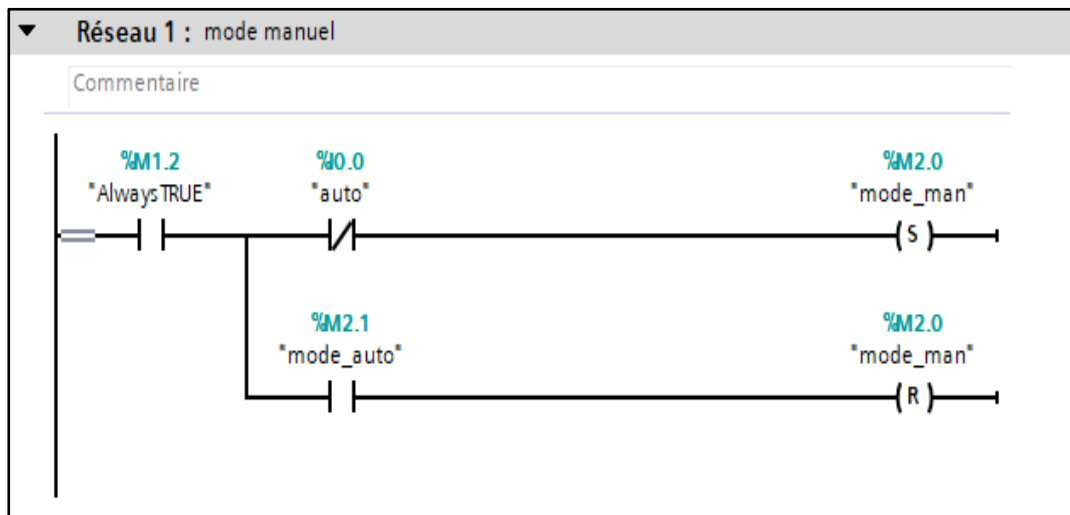 Réseau 1 : mode manuel
Commentaire
%M1.2 %I0.0 %M2.0
"AlwaysTRUE" "auto" "mode_man"
S
%M2.1 %M2.0
"mode_auto" "mode_man"
R